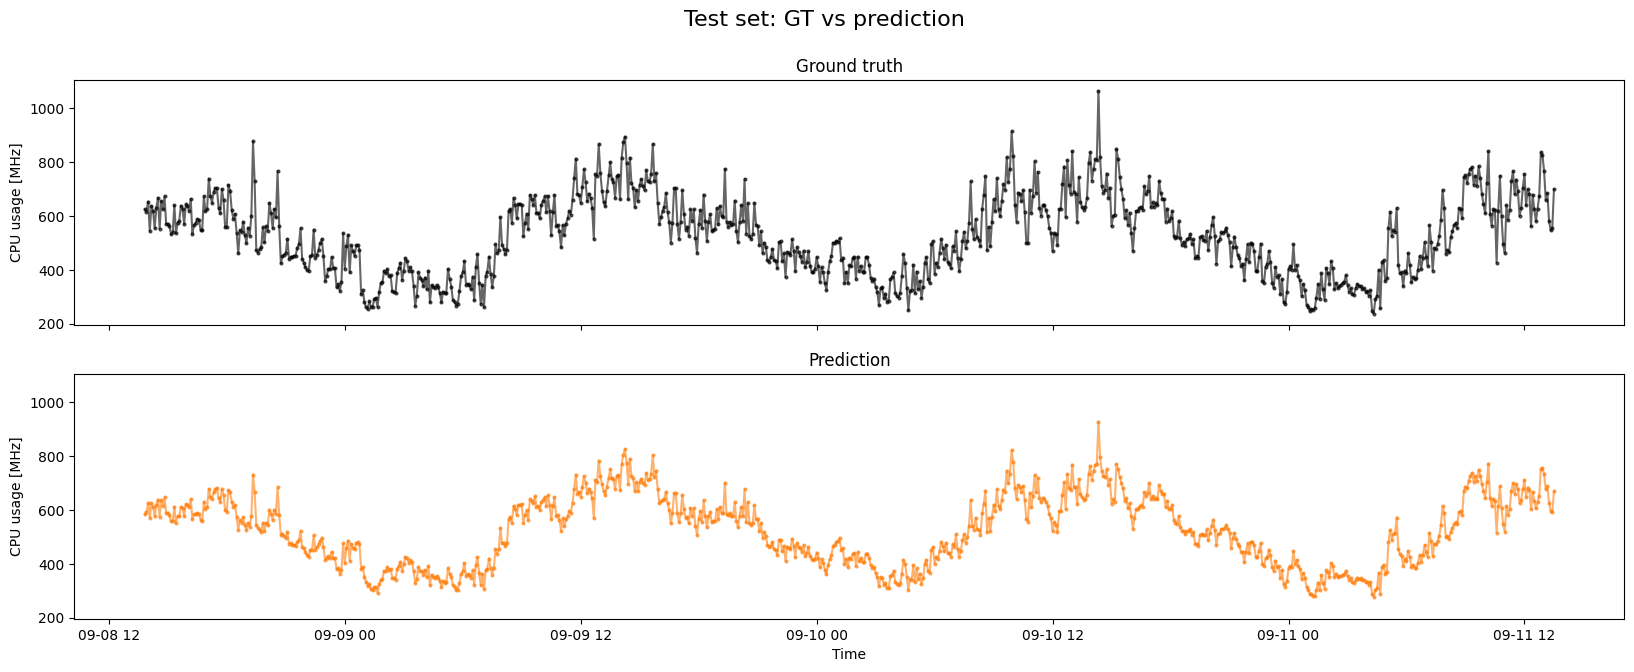 Test set: GT vs prediction
Ground truth
CPU usage [MHz]
1000
800
600
400
200
Prediction
CPU usage [MHz]
1000
800
600
400
200
09-08 12
09-09 00
09-09 12
09-10 00
09-10 12
09-11 00
09-11 12
Time